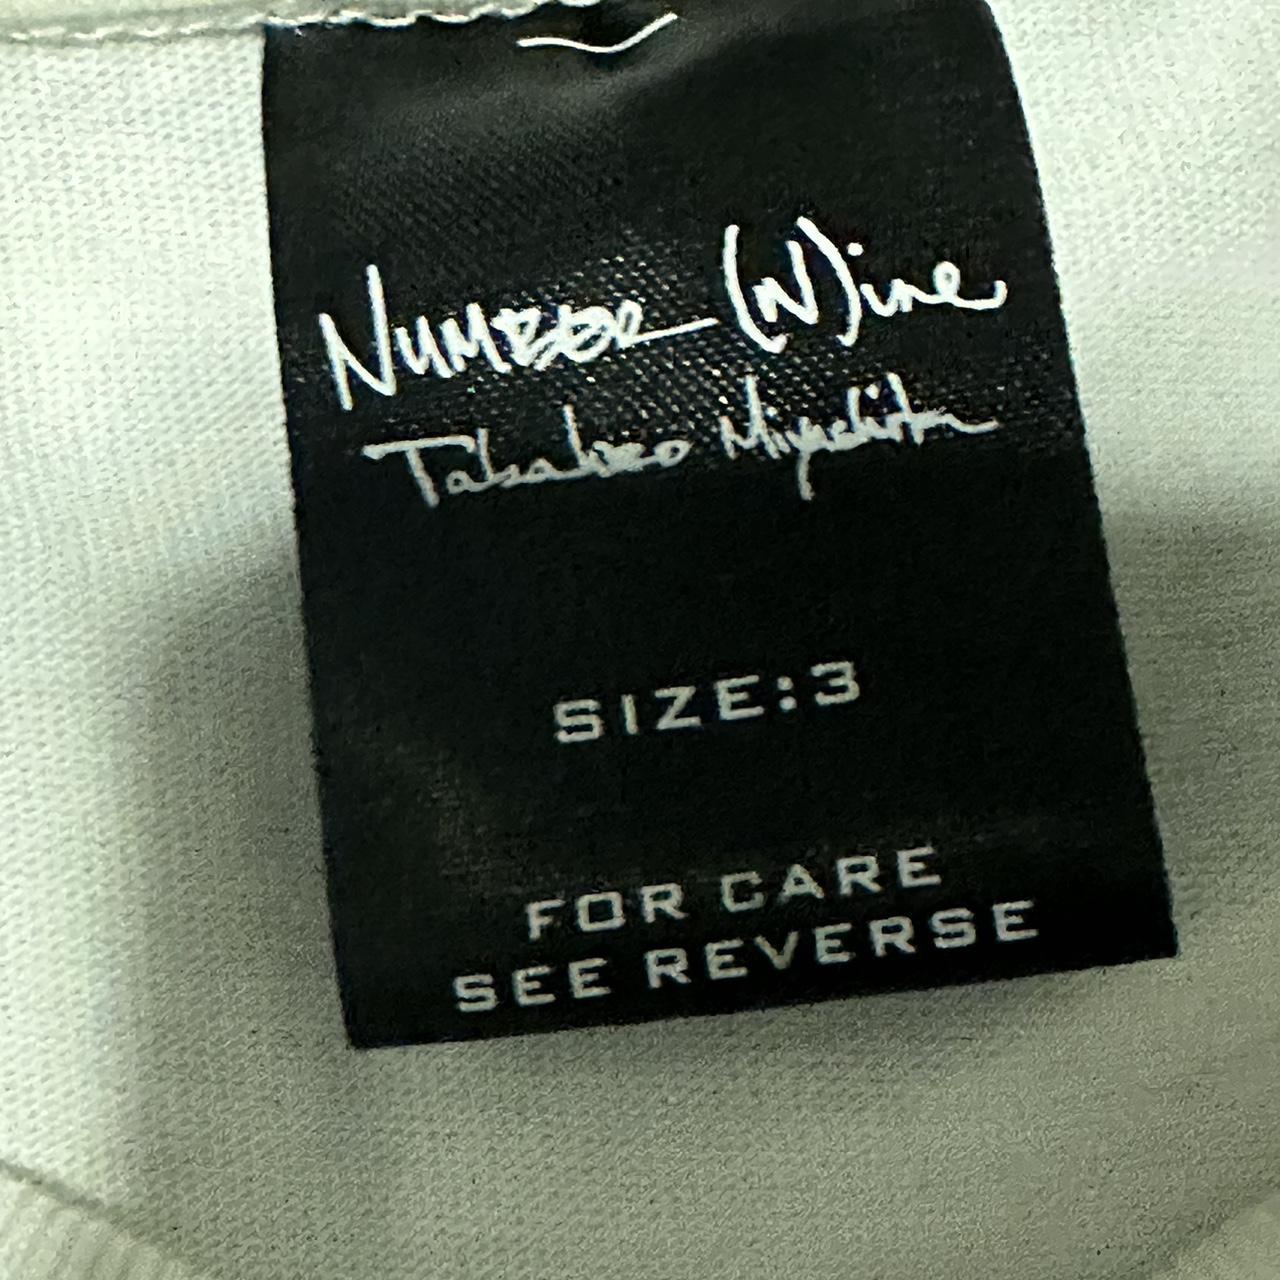 NUMBER (N)ine
Takahiro Miyashita
SIZE:3
FOR CARE
SEE REVERSE